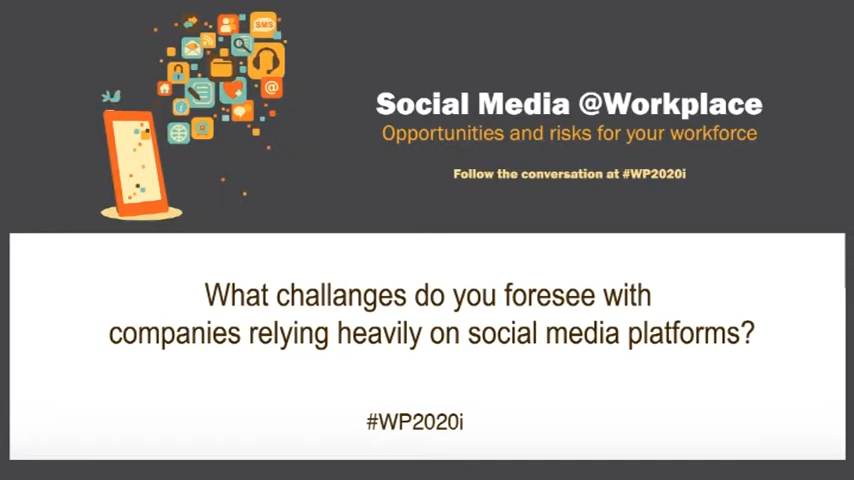 SMS
Social Media @Workplace
Opportunities and risks for your workforce
Follow the conversation at #WP2020i
What challanges do you foresee with
companies relying heavily on social media platforms?
#WP2020i